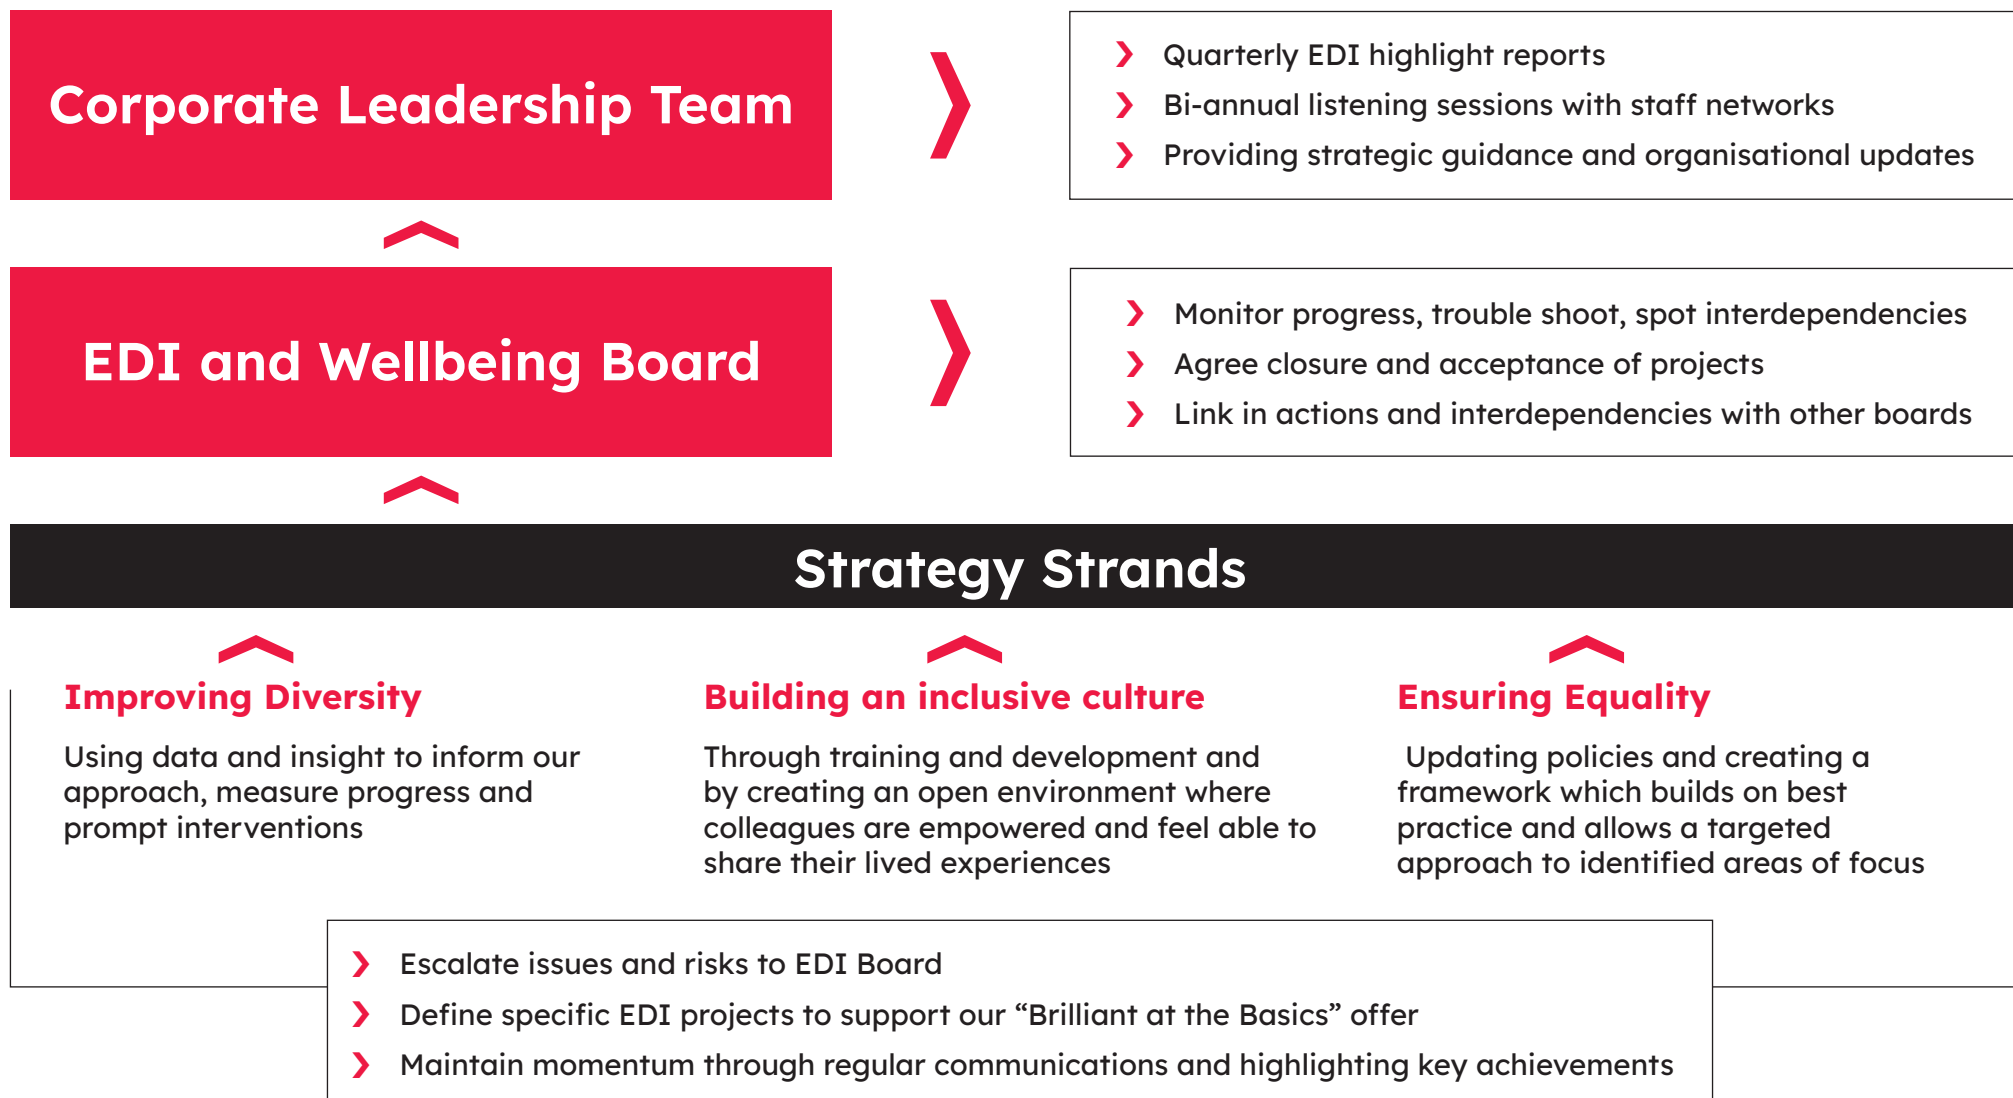 Corporate Leadership Team
Quarterly EDI highlight reports
Bi-annual listening sessions with staff networks
Providing strategic guidance and organisational updates
EDI and Wellbeing Board
Monitor progress, trouble shoot, spot interdependencies
Agree closure and acceptance of projects
Link in actions and interdependencies with other boards
Strategy Strands
Improving Diversity
Using data and insight to inform our
approach, measure progress and
prompt interventions
Building an inclusive culture
Through training and development and
by creating an open environment where
colleagues are empowered and feel able to
share their lived experiences
Ensuring Equality
Updating policies and creating a
framework which builds on best
practice and allows a targeted
approach to identified areas of focus
Escalate issues and risks to EDI Board
Define specific EDI projects to support our “Brilliant at the Basics” offer
Maintain momentum through regular communications and highlighting key achievements